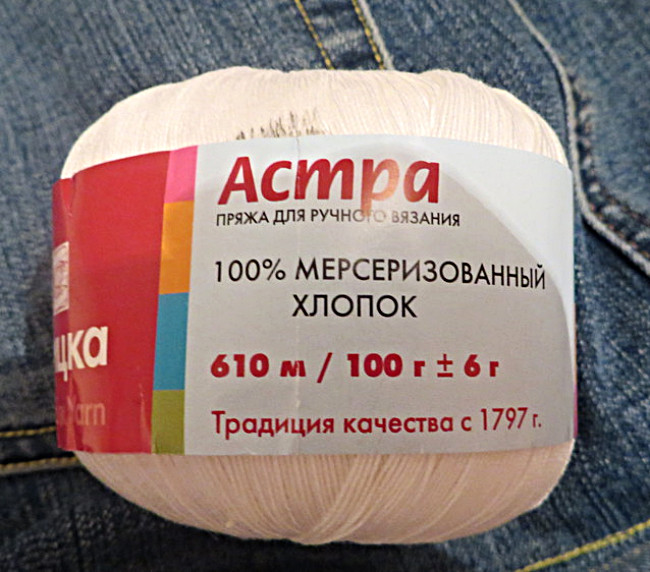 Астра
ПРЯЖА ДЛЯ РУЧНОГО ВЯЗАНИЯ
100% МЕРСЕРИЗОВАННЫЙ
ХЛОПОК
610 м / 100 г ± 6 г
Традиция качества с 1797 г.